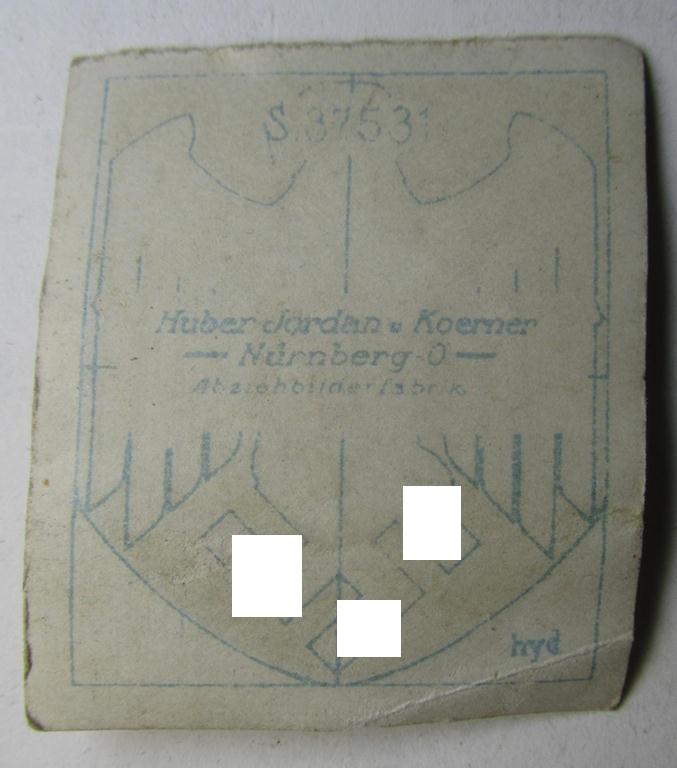 S.37531
Huber Jordan u Koerner
— Nürnberg-O —
Abziehbilderfabrik
hyd